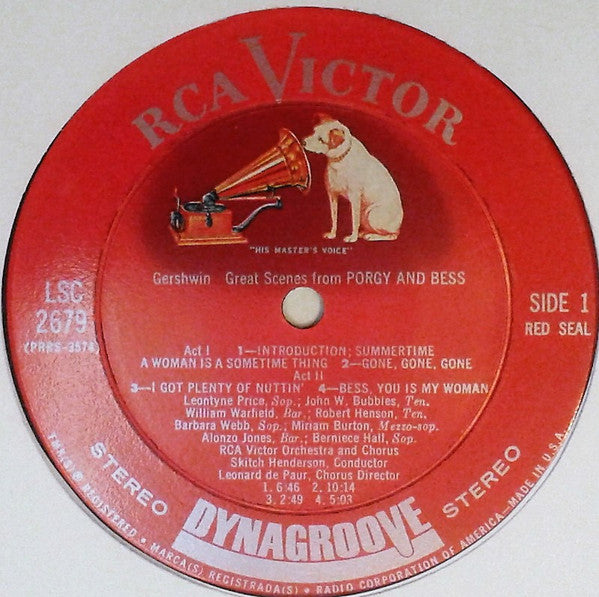 RCA VICTOR
"HIS MASTER'S VOICE"
Gershwin Great Scenes from PORGY AND BESS
LSC
2679
(PRRS-3574)
SIDE 1
RED SEAL
Act I 1—INTRODUCTION; SUMMERTIME
A WOMAN IS A SOMETIME THING 2—GONE, GONE, GONE
Act II
3—I GOT PLENTY OF NUTTIN' 4—BESS, YOU IS MY WOMAN
Leontyne Price, Sop.; John W. Bubbles, Ten.
William Warfield, Bar.; Robert Henson, Ten.
Barbara Webb, Sop.; Miriam Burton, Mezzo-sop.
Alonzo Jones, Bar.; Berniece Hall, Sop.
RCA Victor Orchestra and Chorus
Skitch Henderson, Conductor
Leonard de Paur, Chorus Director
1. 6:46 2. 10:14
3. 2:49 4. 5:03
STEREO
DYNAGROOVE
STEREO
TMK(S) ® REGISTERED • MARCA(S) REGISTRADA(S) • RADIO CORPORATION OF AMERICA—MADE IN U.S.A.